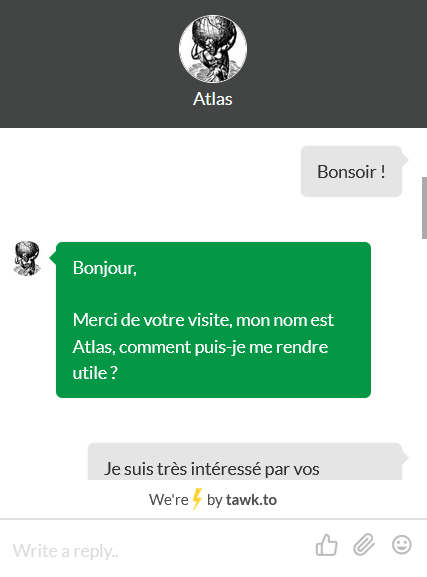 Atlas
Bonsoir !
Bonjour,
Merci de votre visite, mon nom est
Atlas, comment puis-je me rendre
utile ?
Je suis très intéressé par vos
We're by tawk.to
Write a reply..